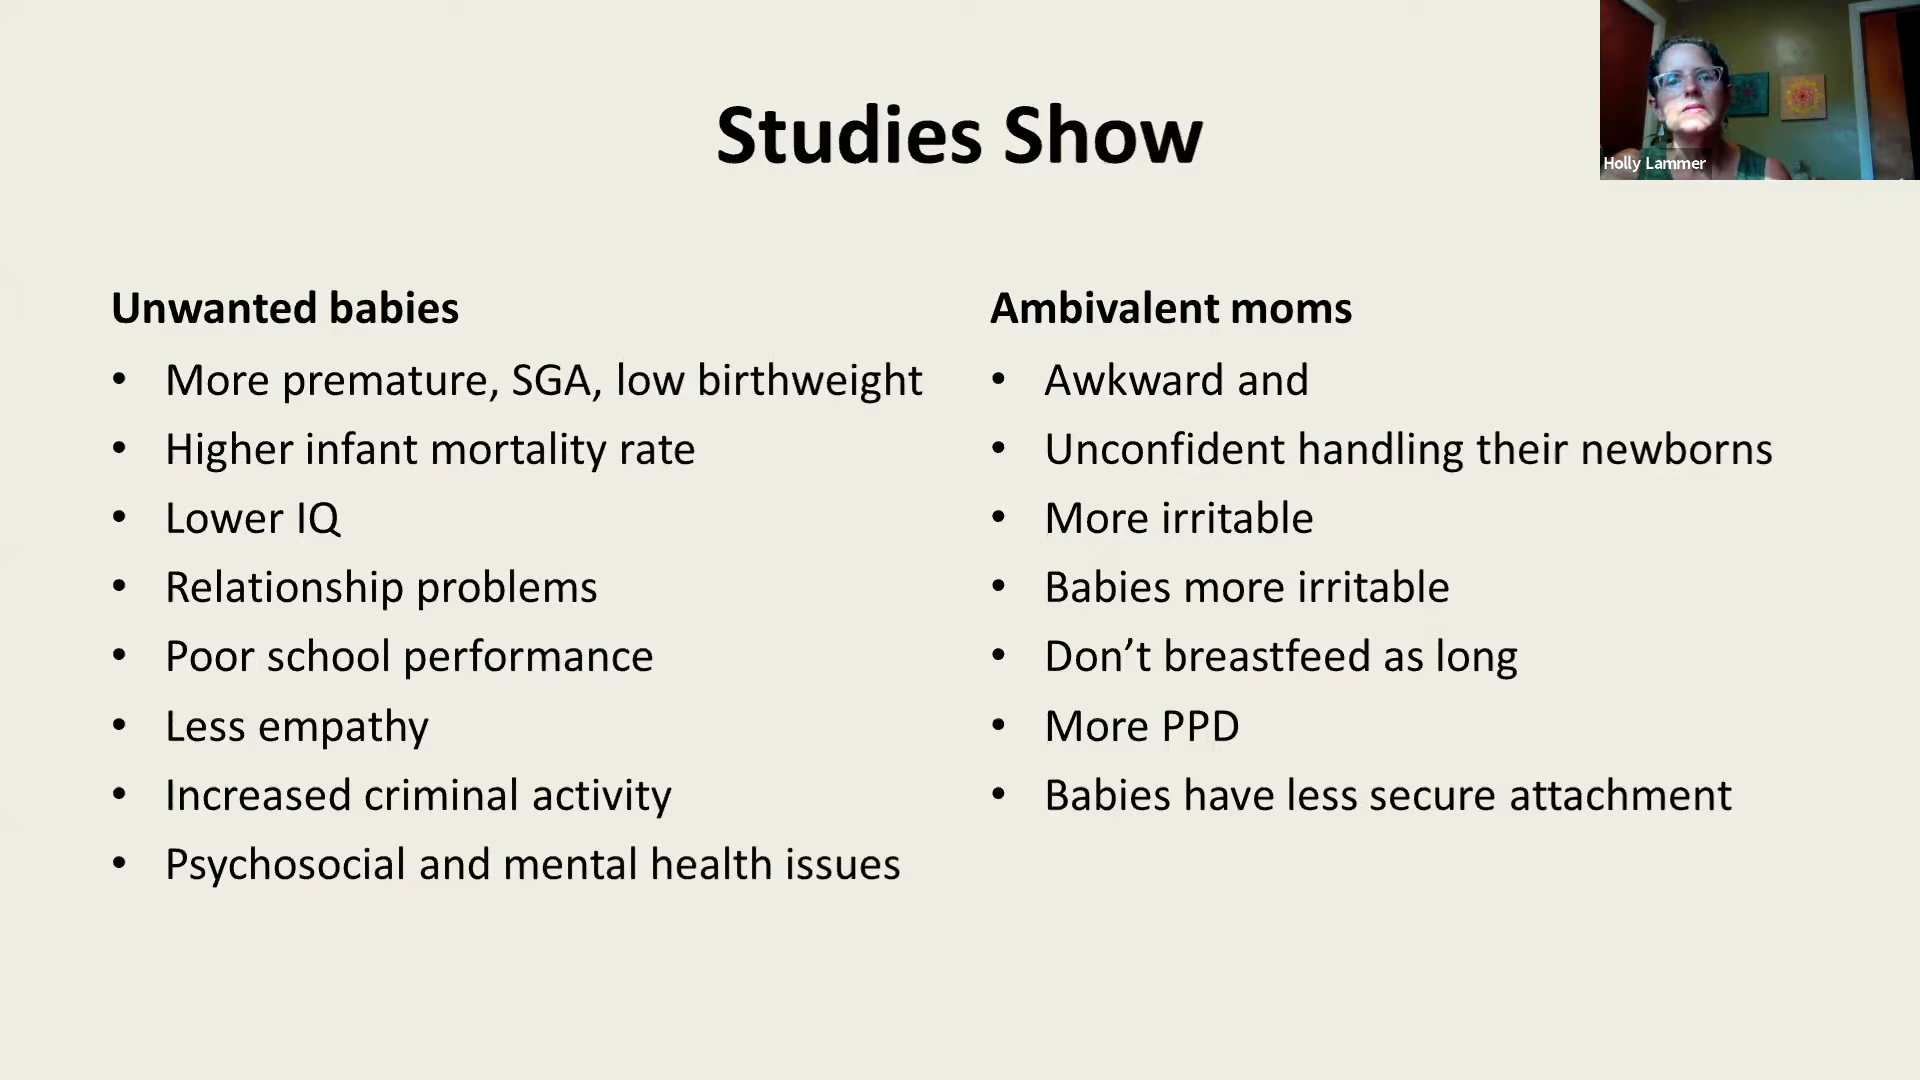 Studies Show
Holly Lammer
Unwanted babies
• More premature, SGA, low birthweight
• Higher infant mortality rate
• Lower IQ
• Relationship problems
• Poor school performance
• Less empathy
• Increased criminal activity
• Psychosocial and mental health issues
Ambivalent moms
• Awkward and
• Unconfident handling their newborns
• More irritable
• Babies more irritable
• Don’t breastfeed as long
• More PPD
• Babies have less secure attachment